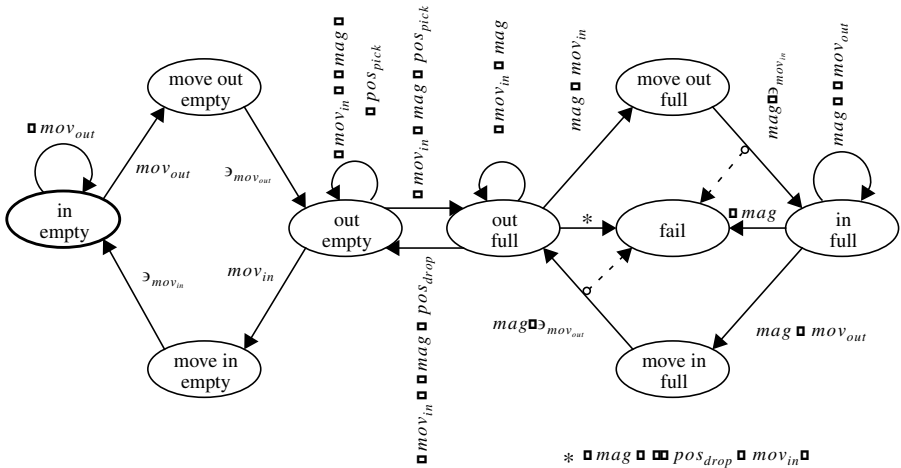 move out
empty
move out
full
▯ mov_out
mov_out
϶_mov_out
▯ mov_in ▯ ▯ mag ▯
▯ pos_pick
▯ mov_in ▯ mag ▯ pos_pick
▯ mov_in ▯ mag
mag ▯ mov_in
mag▯϶_mov_in
mag ▯ ▯ mov_out
in
empty
out
empty
out
full
*
fail
▯ mag
in
full
϶_mov_in
mov_in
▯ mov_in ▯ ▯ mag ▯ pos_drop
mag▯϶_mov_out
mag ▯ mov_out
move in
empty
move in
full
* ▯ mag ▯ ▯▯ pos_drop ▯ mov_in▯